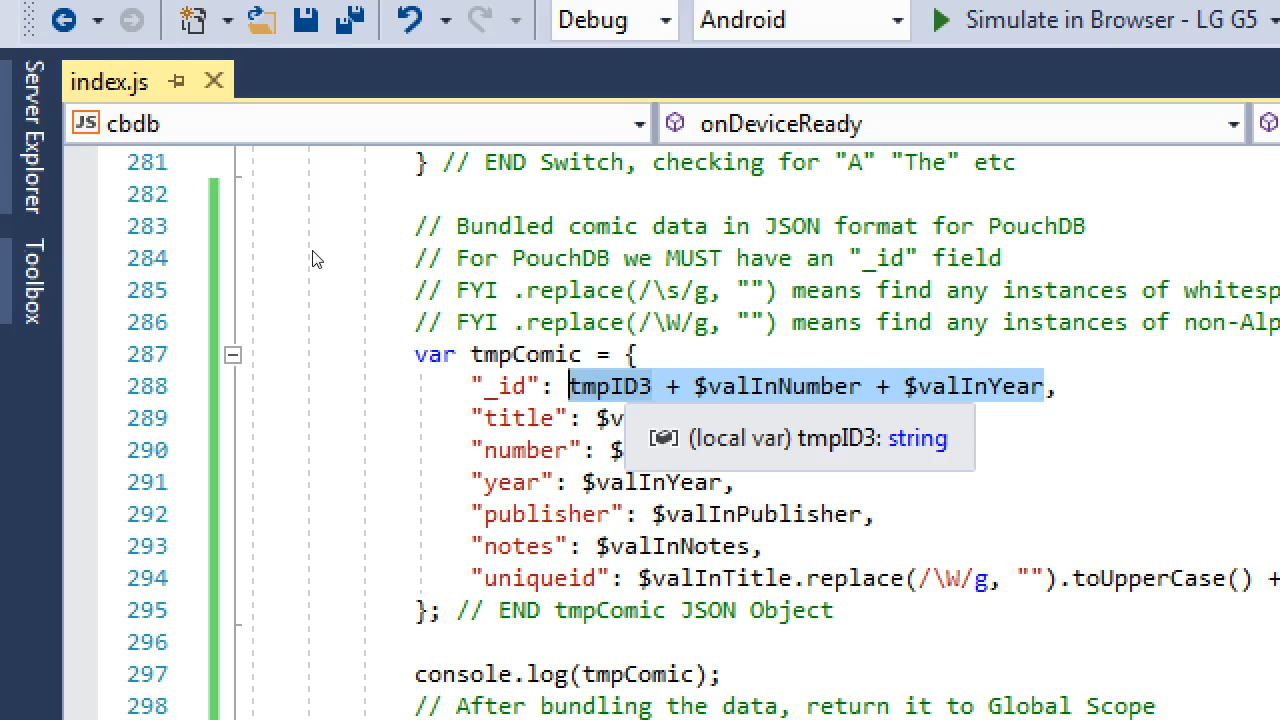 Debug
Android
Simulate in Browser - LG G5
Server Explorer
Toolbox
index.js
JS cbdb
onDeviceReady
281 } // END Switch, checking for "A" "The" etc
282
283 // Bundled comic data in JSON format for PouchDB
284 // For PouchDB we MUST have an "_id" field
285 // FYI .replace(/\s/g, "") means find any instances of whitesp
286 // FYI .replace(/\W/g, "") means find any instances of non-Alp
287 var tmpComic = {
288 "_id": tmpID3 + $valInNumber + $valInYear,
289 "title": $v
(local var) tmpID3: string
290 "number": $
291 "year": $valInYear,
292 "publisher": $valInPublisher,
293 "notes": $valInNotes,
294 "uniqueid": $valInTitle.replace(/\W/g, "").toUpperCase() +
295 }; // END tmpComic JSON Object
296
297 console.log(tmpComic);
298 // After bundling the data, return it to Global Scope